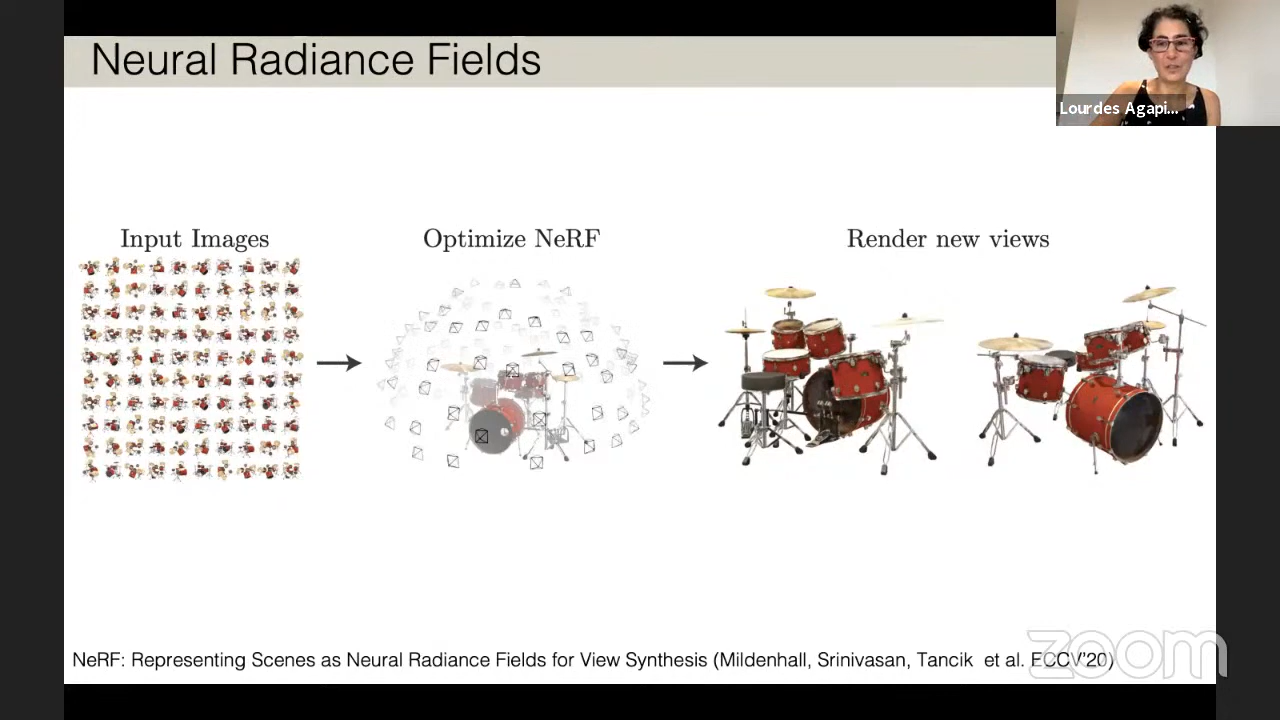 Neural Radiance Fields
Lourdes Agapi...
Input Images
Optimize NeRF
Render new views
NeRF: Representing Scenes as Neural Radiance Fields for View Synthesis (Mildenhall, Srinivasan, Tancik et al. ECCV'20)
zoom